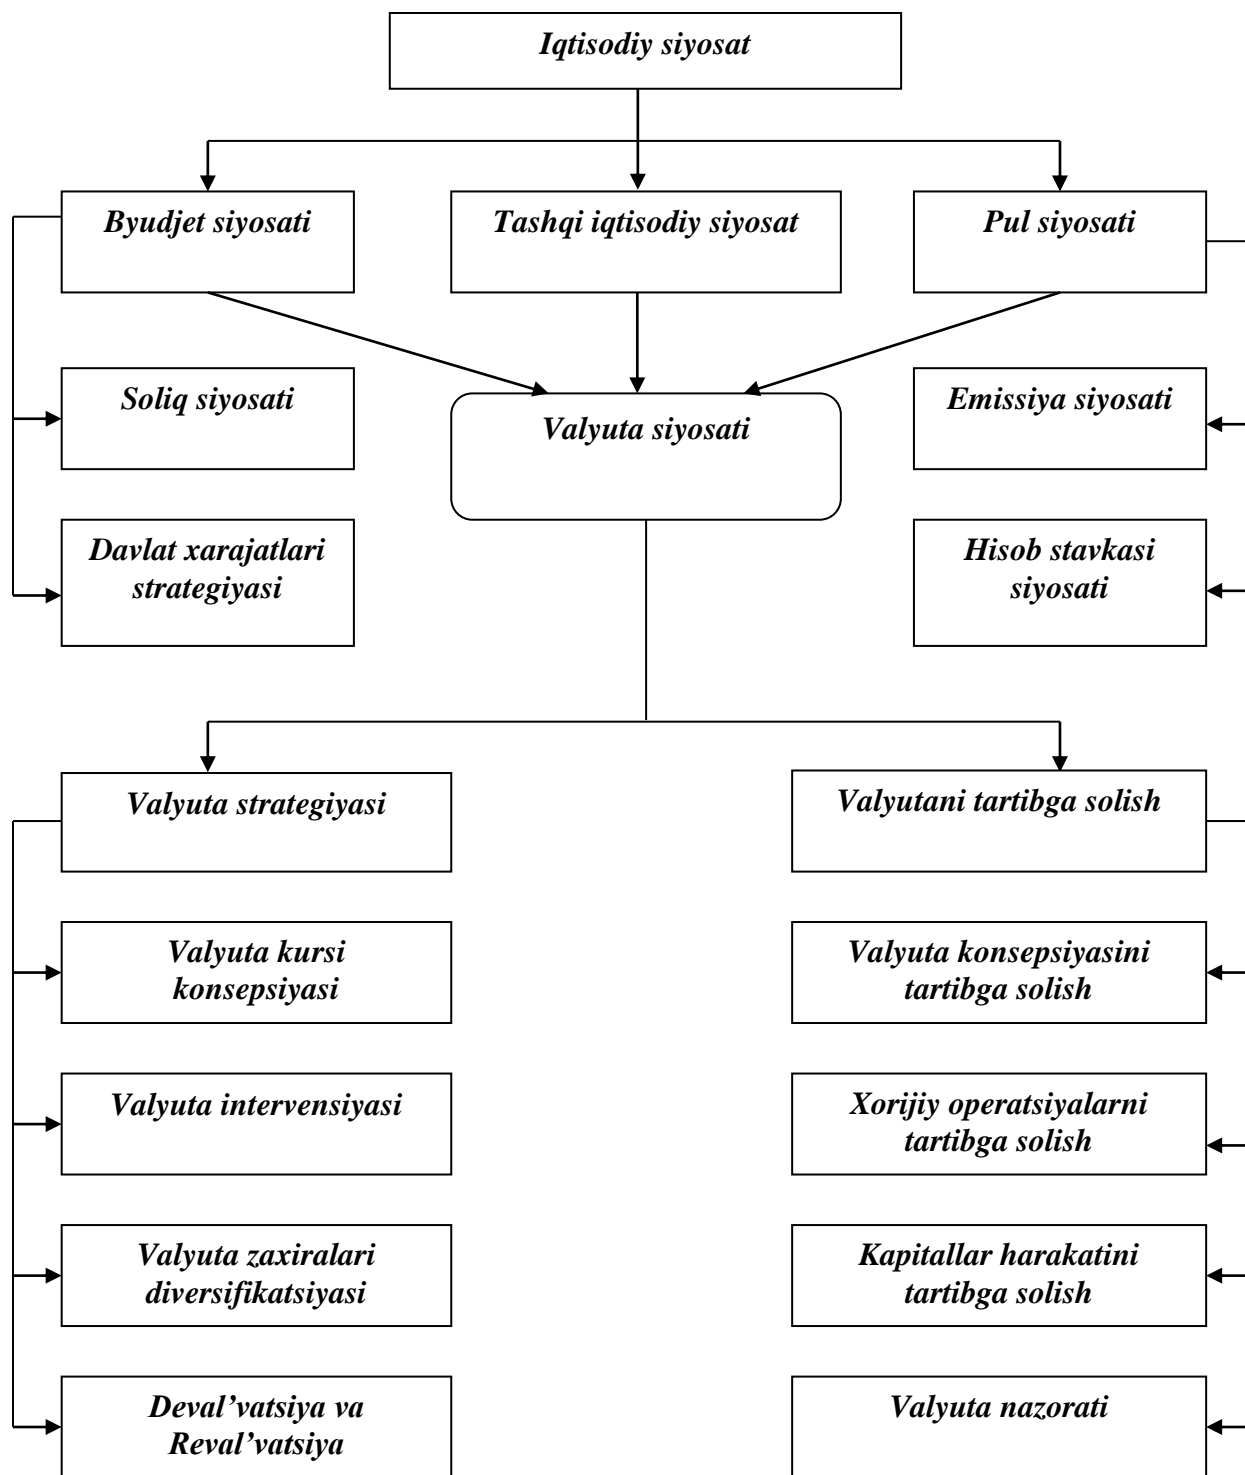 Iqtisodiy siyosat
Byudjet siyosati
Tashqi iqtisodiy siyosat
Pul siyosati
Soliq siyosati
Valyuta siyosati
Emissiya siyosati
Davlat xarajatlari
strategiyasi
Hisob stavkasi
siyosati
Valyuta strategiyasi
Valyutani tartibga solish
Valyuta kursi
konsepsiyasi
Valyuta konsepsiyasini
tartibga solish
Valyuta intervensiyasi
Xorijiy operatsiyalarni
tartibga solish
Valyuta zaxiralari
diversifikatsiyasi
Kapitallar harakatini
tartibga solish
Deval’vatsiya va
Reval’vatsiya
Valyuta nazorati